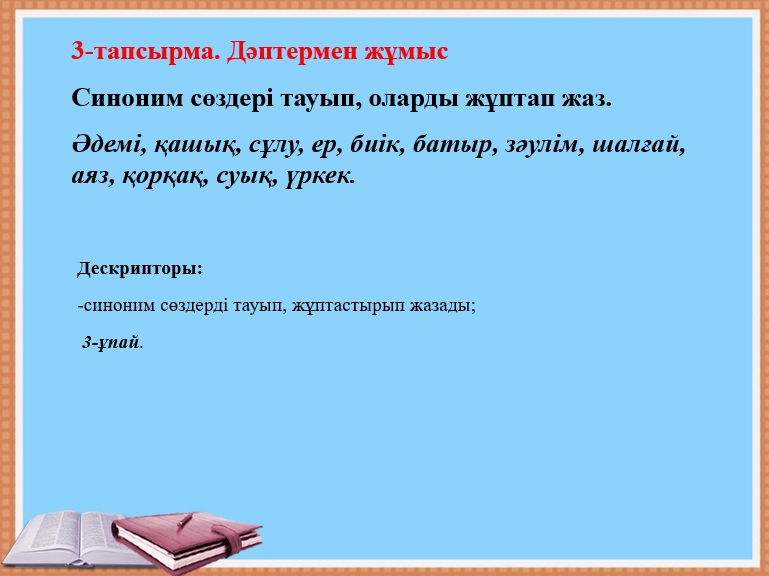 3-тапсырма. Дәптермен жұмыс
Синоним сөздері тауып, оларды жұптап жаз.
Әдемі, қашық, сұлу, ер, биік, батыр, зәулім, шалғай,
аяз, қорқақ, суық, үркек.
Дескрипторы:
-синоним сөздерді тауып, жұптастырып жазады;
3-ұпай.